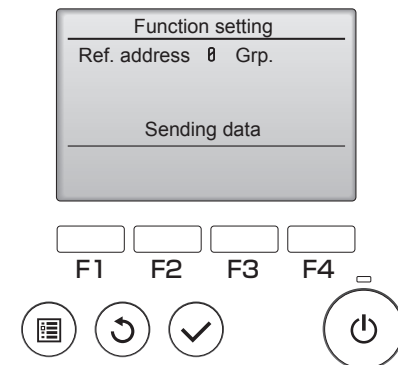 Function setting
Ref. address 0 Grp.
Sending data
F1 F2 F3 F4